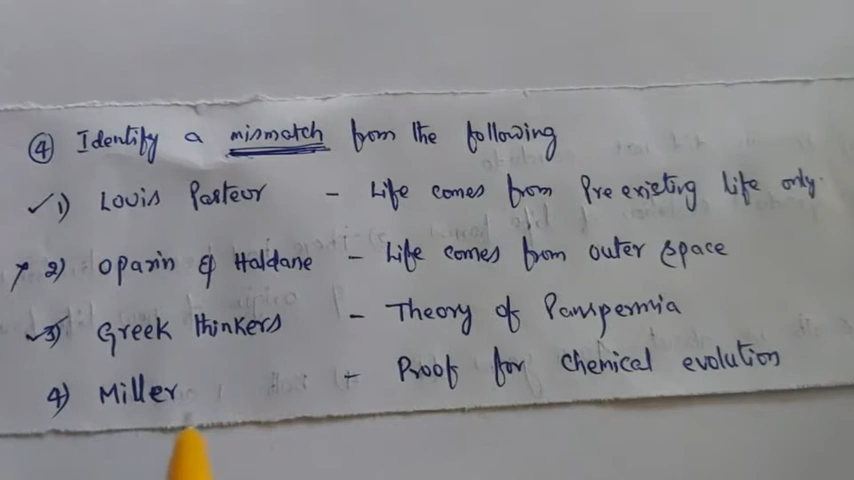 ④ Identify a mismatch from the following
✓ 1) Louis Pasteur - Life comes from Pre existing life only.
✗ 2) Oparin & Haldane - Life comes from outer space
✓ 3) Greek thinkers - Theory of Panspermia
4) Miller - Proof for chemical evolution